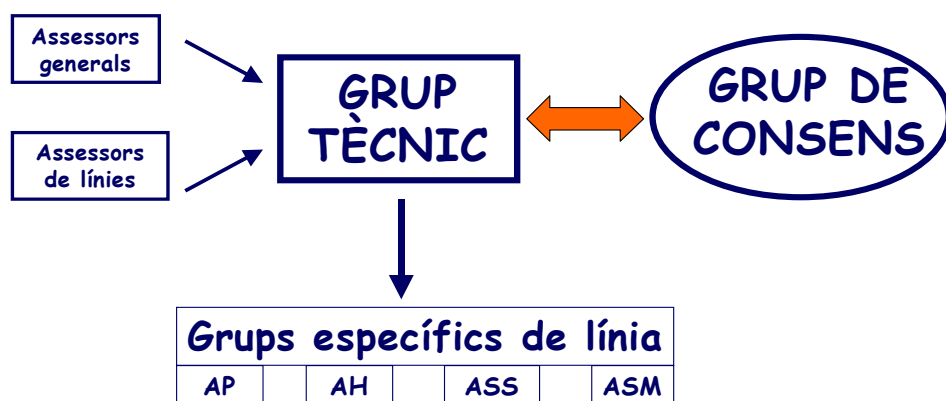 Assessors
generals
Assessors
de línies
GRUP
TÈCNIC
GRUP DE
CONSENS
Grups específics de línia
AP AH ASS ASM